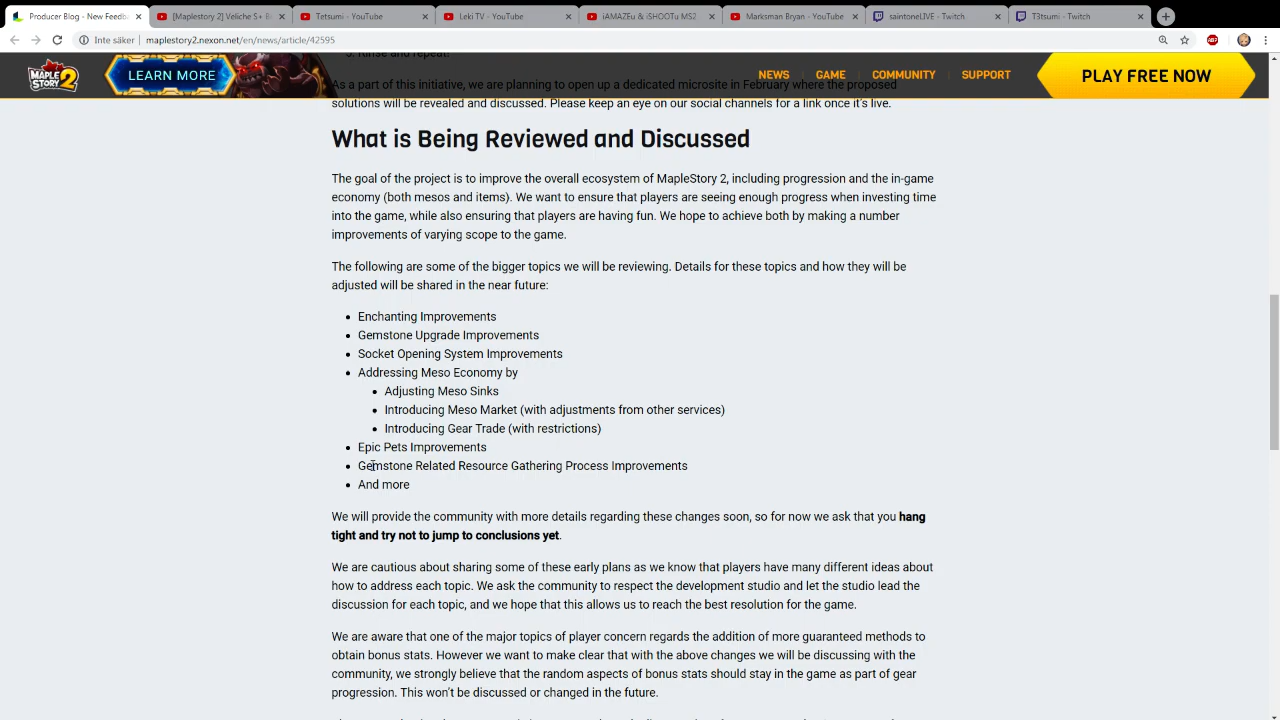 Producer Blog - New Feedba
[Maplestory 2] Veliche S+ B
Tetsumi - YouTube
Leki TV - YouTube
iAMAZEu & iSHOOTu MS2
Marksman Bryan - YouTube
saintoneLIVE - Twitch
T3tsumi - Twitch
Inte säker
maplestory2.nexon.net/en/news/article/42595
ABP
3. Rinse and repeat!
MAPLE STORY 2
LEARN MORE
NEWS
GAME
COMMUNITY
SUPPORT
PLAY FREE NOW
As a part of this initiative, we are planning to open up a dedicated microsite in February where the proposed
solutions will be revealed and discussed. Please keep an eye on our social channels for a link once it's live.
What is Being Reviewed and Discussed
The goal of the project is to improve the overall ecosystem of MapleStory 2, including progression and the in-game
economy (both mesos and items). We want to ensure that players are seeing enough progress when investing time
into the game, while also ensuring that players are having fun. We hope to achieve both by making a number
improvements of varying scope to the game.
The following are some of the bigger topics we will be reviewing. Details for these topics and how they will be
adjusted will be shared in the near future:
• Enchanting Improvements
• Gemstone Upgrade Improvements
• Socket Opening System Improvements
• Addressing Meso Economy by
• Adjusting Meso Sinks
• Introducing Meso Market (with adjustments from other services)
• Introducing Gear Trade (with restrictions)
• Epic Pets Improvements
• Gemstone Related Resource Gathering Process Improvements
• And more
We will provide the community with more details regarding these changes soon, so for now we ask that you hang
tight and try not to jump to conclusions yet.
We are cautious about sharing some of these early plans as we know that players have many different ideas about
how to address each topic. We ask the community to respect the development studio and let the studio lead the
discussion for each topic, and we hope that this allows us to reach the best resolution for the game.
We are aware that one of the major topics of player concern regards the addition of more guaranteed methods to
obtain bonus stats. However we want to make clear that with the above changes we will be discussing with the
community, we strongly believe that the random aspects of bonus stats should stay in the game as part of gear
progression. This won't be discussed or changed in the future.